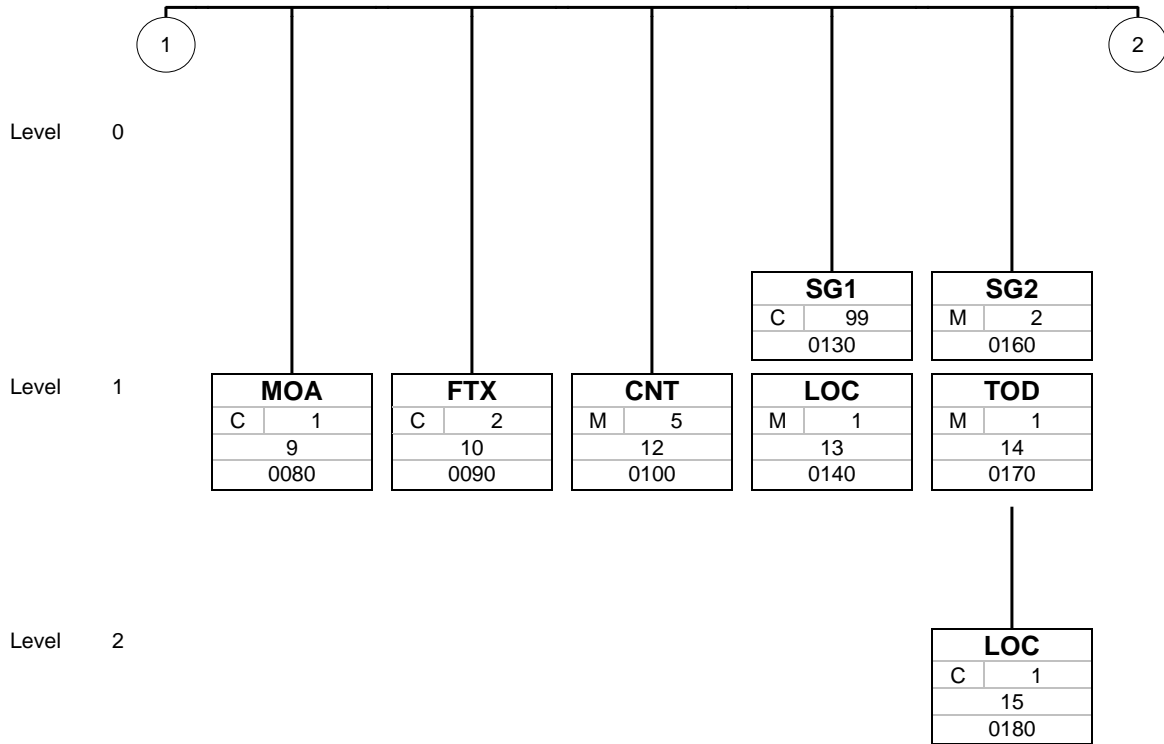 1 2
Level 0
SG1 SG2
C 99 M 2
0130 0160
Level 1 MOA FTX CNT LOC TOD
C 1 C 2 M 5 M 1 M 1
9 10 12 13 14
0080 0090 0100 0140 0170
Level 2 LOC
C 1
15
0180